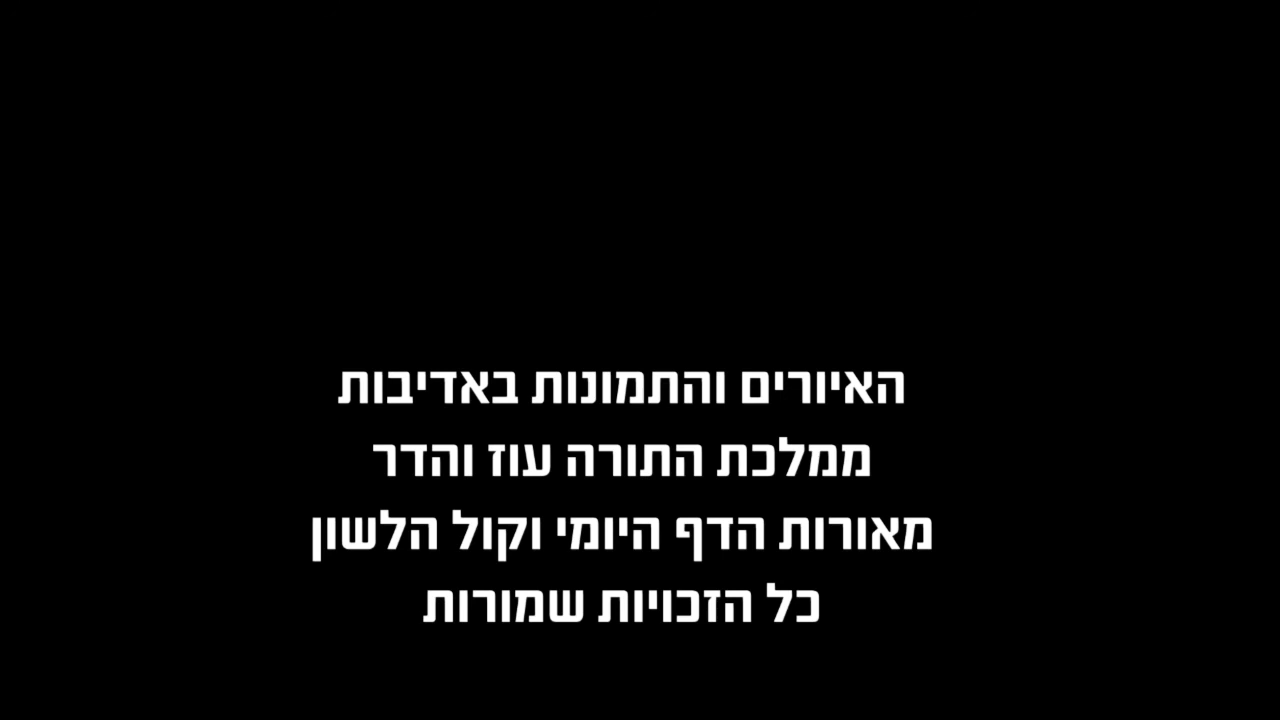 האיורים והתמונות באדיבות
ממלכת התורה עוז והדר
מאורות הדף היומי וקול הלשון
כל הזכויות שמורות